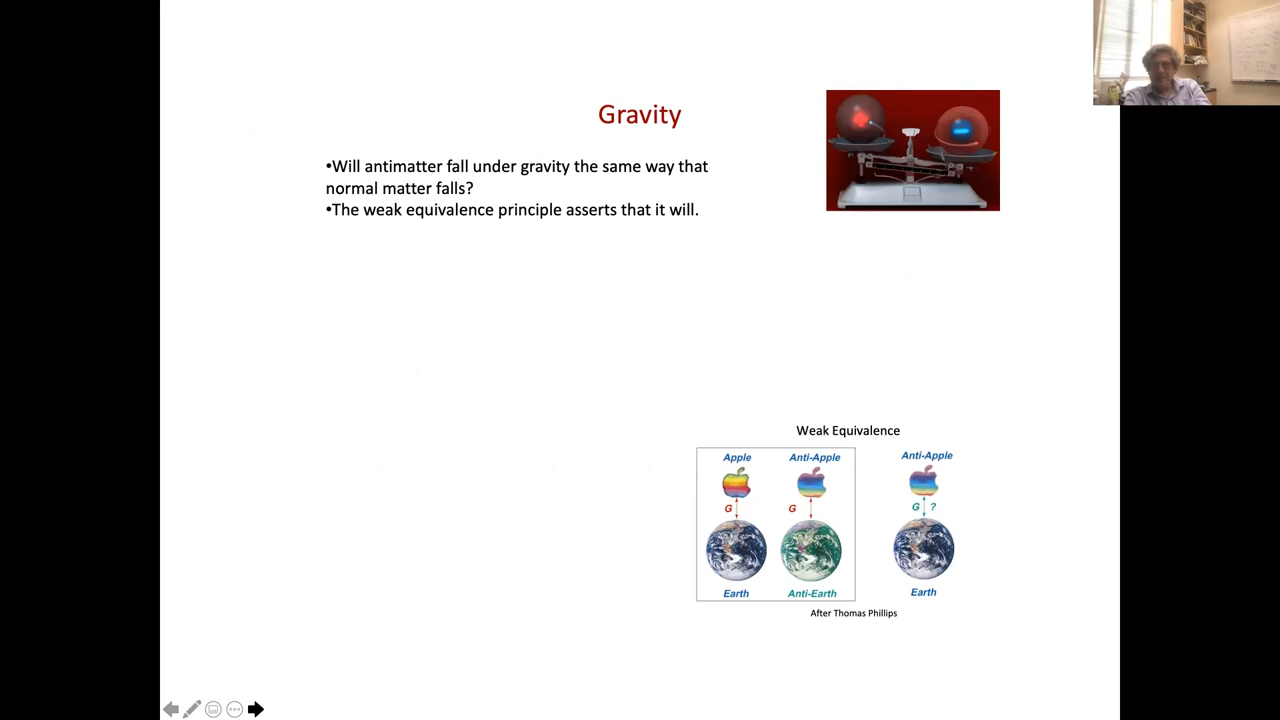 Gravity
•Will antimatter fall under gravity the same way that
normal matter falls?
•The weak equivalence principle asserts that it will.
Weak Equivalence
Apple
Anti-Apple
Anti-Apple
G
G
G ?
Earth
Anti-Earth
Earth
After Thomas Phillips